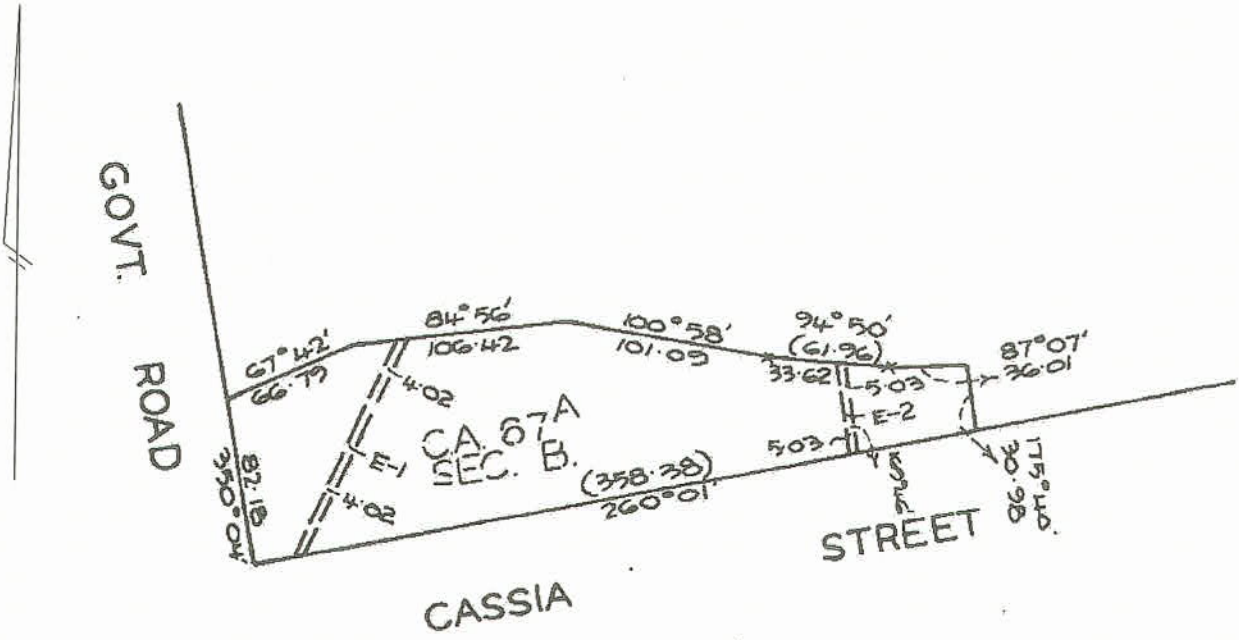 GOVT.
ROAD
67°42'
66.79
84°56'
106.42
100°58'
101.09
94°50'
(61.96)
33.62
87°07'
36.01
5.03
E-2
5.03
4.02
E-1
4.02
C.A. 67A
SEC. B.
(358.38)
260°01'
82.18
350°04'
175°40'
30.98
STREET
CASSIA